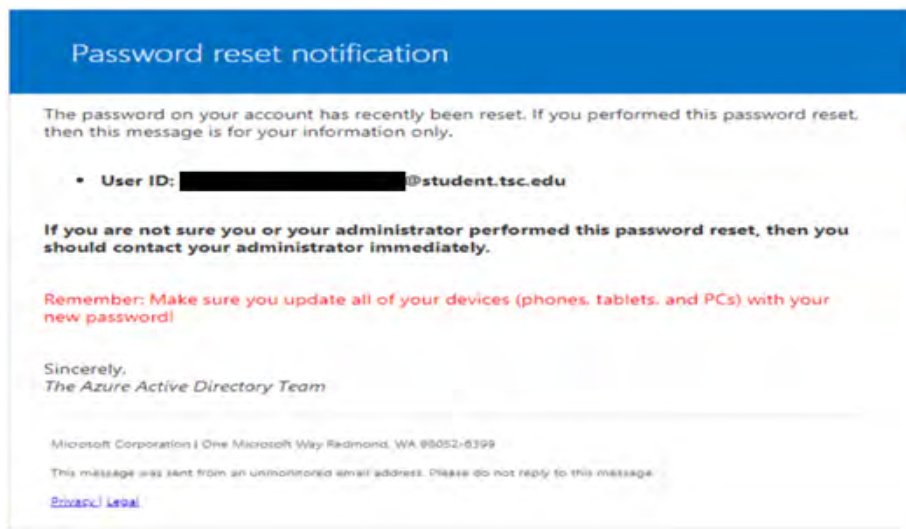 Password reset notification
The password on your account has recently been reset. If you performed this password reset,
then this message is for your information only.
• User ID: @student.tsc.edu
If you are not sure you or your administrator performed this password reset, then you
should contact your administrator immediately.
Remember: Make sure you update all of your devices (phones, tablets, and PCs) with your
new password!
Sincerely,
The Azure Active Directory Team
Microsoft Corporation | One Microsoft Way Redmond, WA 98052-6399
This message was sent from an unmonitored email address. Please do not reply to this message.
Privacy | Legal